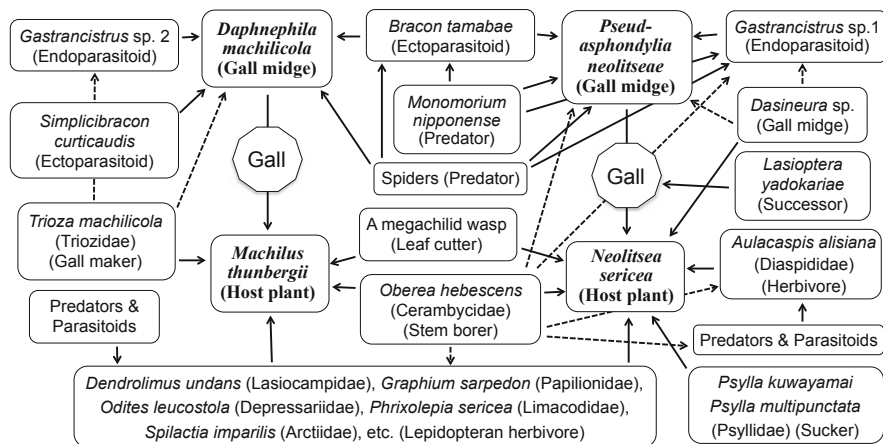 Gastrancistrus sp. 2
(Endoparasitoid)
Daphnephila
machilicola
(Gall midge)
Bracon tamabae
(Ectoparasitoid)
Pseud-
asphondylia
neolitseae
(Gall midge)
Gastrancistrus sp.1
(Endoparasitoid)
Simplicibracon
curticaudis
(Ectoparasitoid)
Monomorium
nipponense
(Predator)
Dasineura sp.
(Gall midge)
Gall
Spiders (Predator)
Gall
Lasioptera
yadokariae
(Successor)
Trioza machilicola
(Triozidae)
(Gall maker)
Machilus
thunbergii
(Host plant)
A megachilid wasp
(Leaf cutter)
Neolitsea
sericea
(Host plant)
Aulacaspis alisiana
(Diaspididae)
(Herbivore)
Predators &
Parasitoids
Oberea hebescens
(Cerambycidae)
(Stem borer)
Predators & Parasitoids
Dendrolimus undans (Lasiocampidae), Graphium sarpedon (Papilionidae),
Odites leucostola (Depressariidae), Phrixolepia sericea (Limacodidae),
Spilactia imparilis (Arctiidae), etc. (Lepidopteran herbivore)
Psylla kuwayamai
Psylla multipunctata
(Psyllidae) (Sucker)